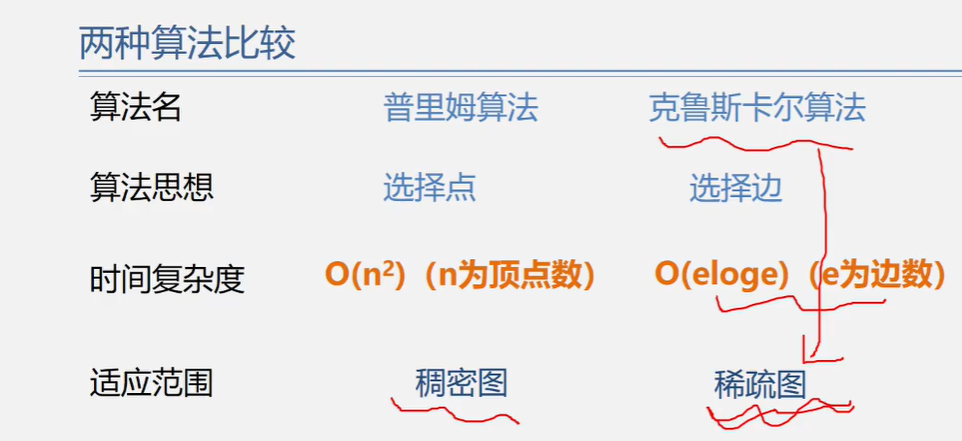 两种算法比较
算法名 普里姆算法 克鲁斯卡尔算法
算法思想 选择点 选择边
时间复杂度 O(n²)（n为顶点数） O(eloge)（e为边数）
适应范围 稠密图 稀疏图